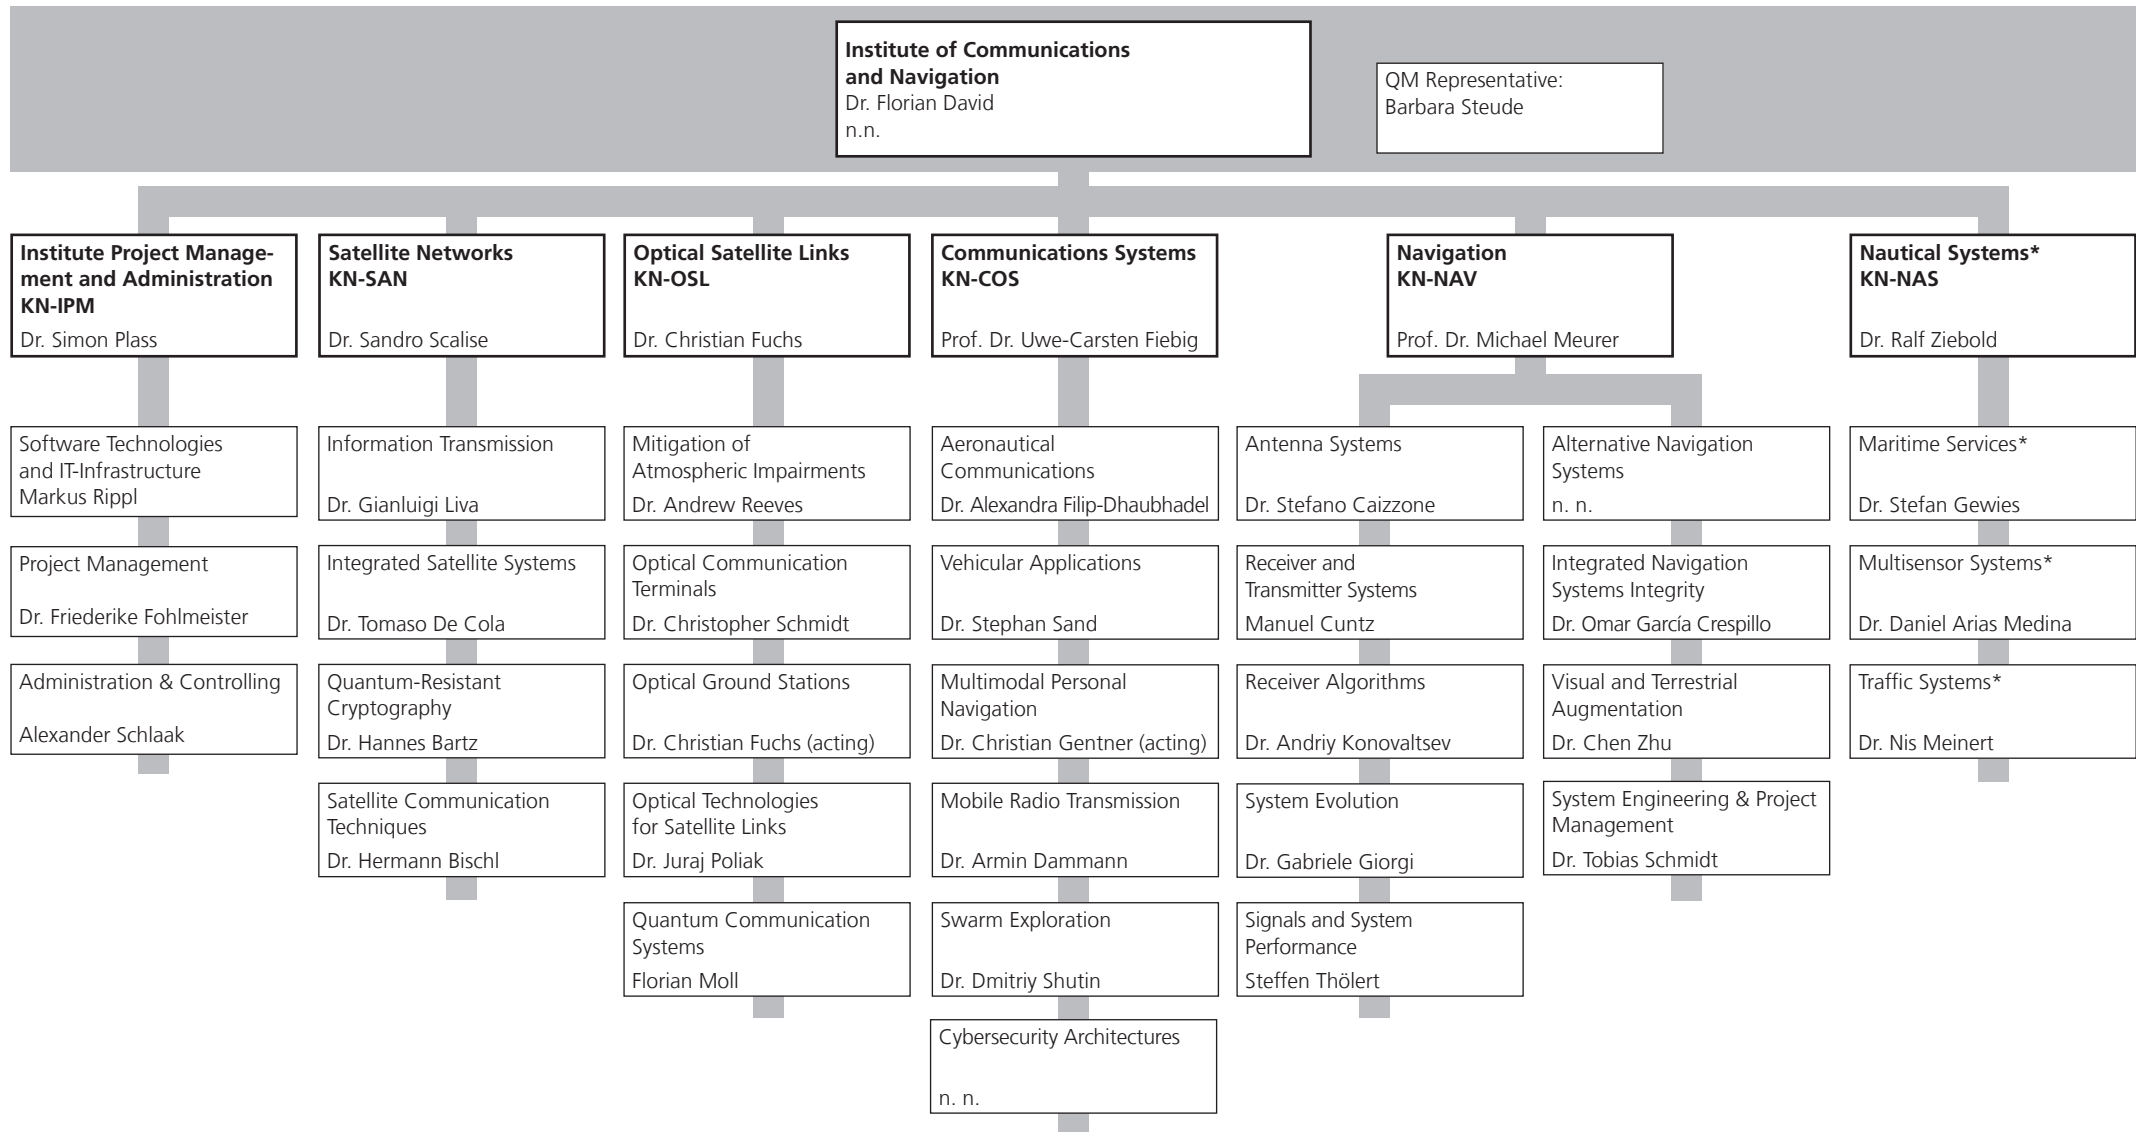 Institute of Communications
and Navigation
Dr. Florian David
n.n.
QM Representative:
Barbara Steude
Institute Project Manage-
ment and Administration
KN-IPM
Dr. Simon Plass
Satellite Networks
KN-SAN
Dr. Sandro Scalise
Optical Satellite Links
KN-OSL
Dr. Christian Fuchs
Communications Systems
KN-COS
Prof. Dr. Uwe-Carsten Fiebig
Navigation
KN-NAV
Prof. Dr. Michael Meurer
Nautical Systems*
KN-NAS
Dr. Ralf Ziebold
Software Technologies
and IT-Infrastructure
Markus Rippl
Project Management
Dr. Friederike Fohlmeister
Administration & Controlling
Alexander Schlaak
Information Transmission
Dr. Gianluigi Liva
Integrated Satellite Systems
Dr. Tomaso De Cola
Quantum-Resistant
Cryptography
Dr. Hannes Bartz
Satellite Communication
Techniques
Dr. Hermann Bischl
Mitigation of
Atmospheric Impairments
Dr. Andrew Reeves
Optical Communication
Terminals
Dr. Christopher Schmidt
Optical Ground Stations
Dr. Christian Fuchs (acting)
Optical Technologies
for Satellite Links
Dr. Juraj Poliak
Quantum Communication
Systems
Florian Moll
Aeronautical
Communications
Dr. Alexandra Filip-Dhaubhadel
Vehicular Applications
Dr. Stephan Sand
Multimodal Personal
Navigation
Dr. Christian Gentner (acting)
Mobile Radio Transmission
Dr. Armin Dammann
Swarm Exploration
Dr. Dmitriy Shutin
Cybersecurity Architectures
n. n.
Antenna Systems
Dr. Stefano Caizzone
Receiver and
Transmitter Systems
Manuel Cuntz
Receiver Algorithms
Dr. Andriy Konovaltsev
System Evolution
Dr. Gabriele Giorgi
Signals and System
Performance
Steffen Thölert
Alternative Navigation
Systems
n. n.
Integrated Navigation
Systems Integrity
Dr. Omar García Crespillo
Visual and Terrestrial
Augmentation
Dr. Chen Zhu
System Engineering & Project
Management
Dr. Tobias Schmidt
Maritime Services*
Dr. Stefan Gewies
Multisensor Systems*
Dr. Daniel Arias Medina
Traffic Systems*
Dr. Nis Meinert